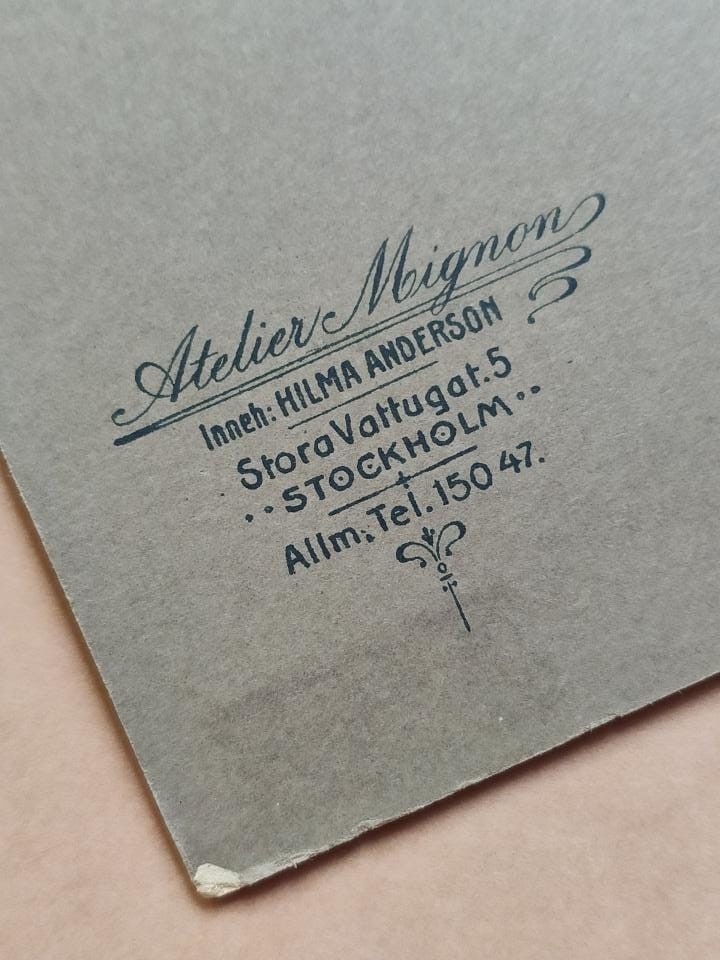 Atelier Mignon
Inneh: HILMA ANDERSON
Stora Vattugat. 5
STOCKHOLM
Allm. Tel. 150 47.